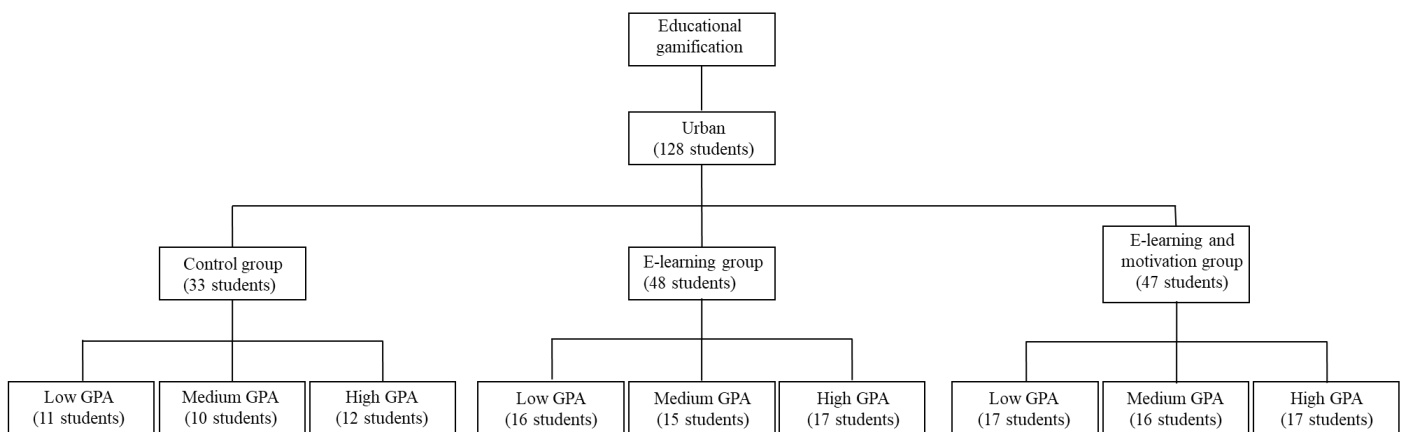 Educational
gamification
Urban
(128 students)
Control group
(33 students)
E-learning group
(48 students)
E-learning and
motivation group
(47 students)
Low GPA
(11 students)
Medium GPA
(10 students)
High GPA
(12 students)
Low GPA
(16 students)
Medium GPA
(15 students)
High GPA
(17 students)
Low GPA
(17 students)
Medium GPA
(16 students)
High GPA
(17 students)